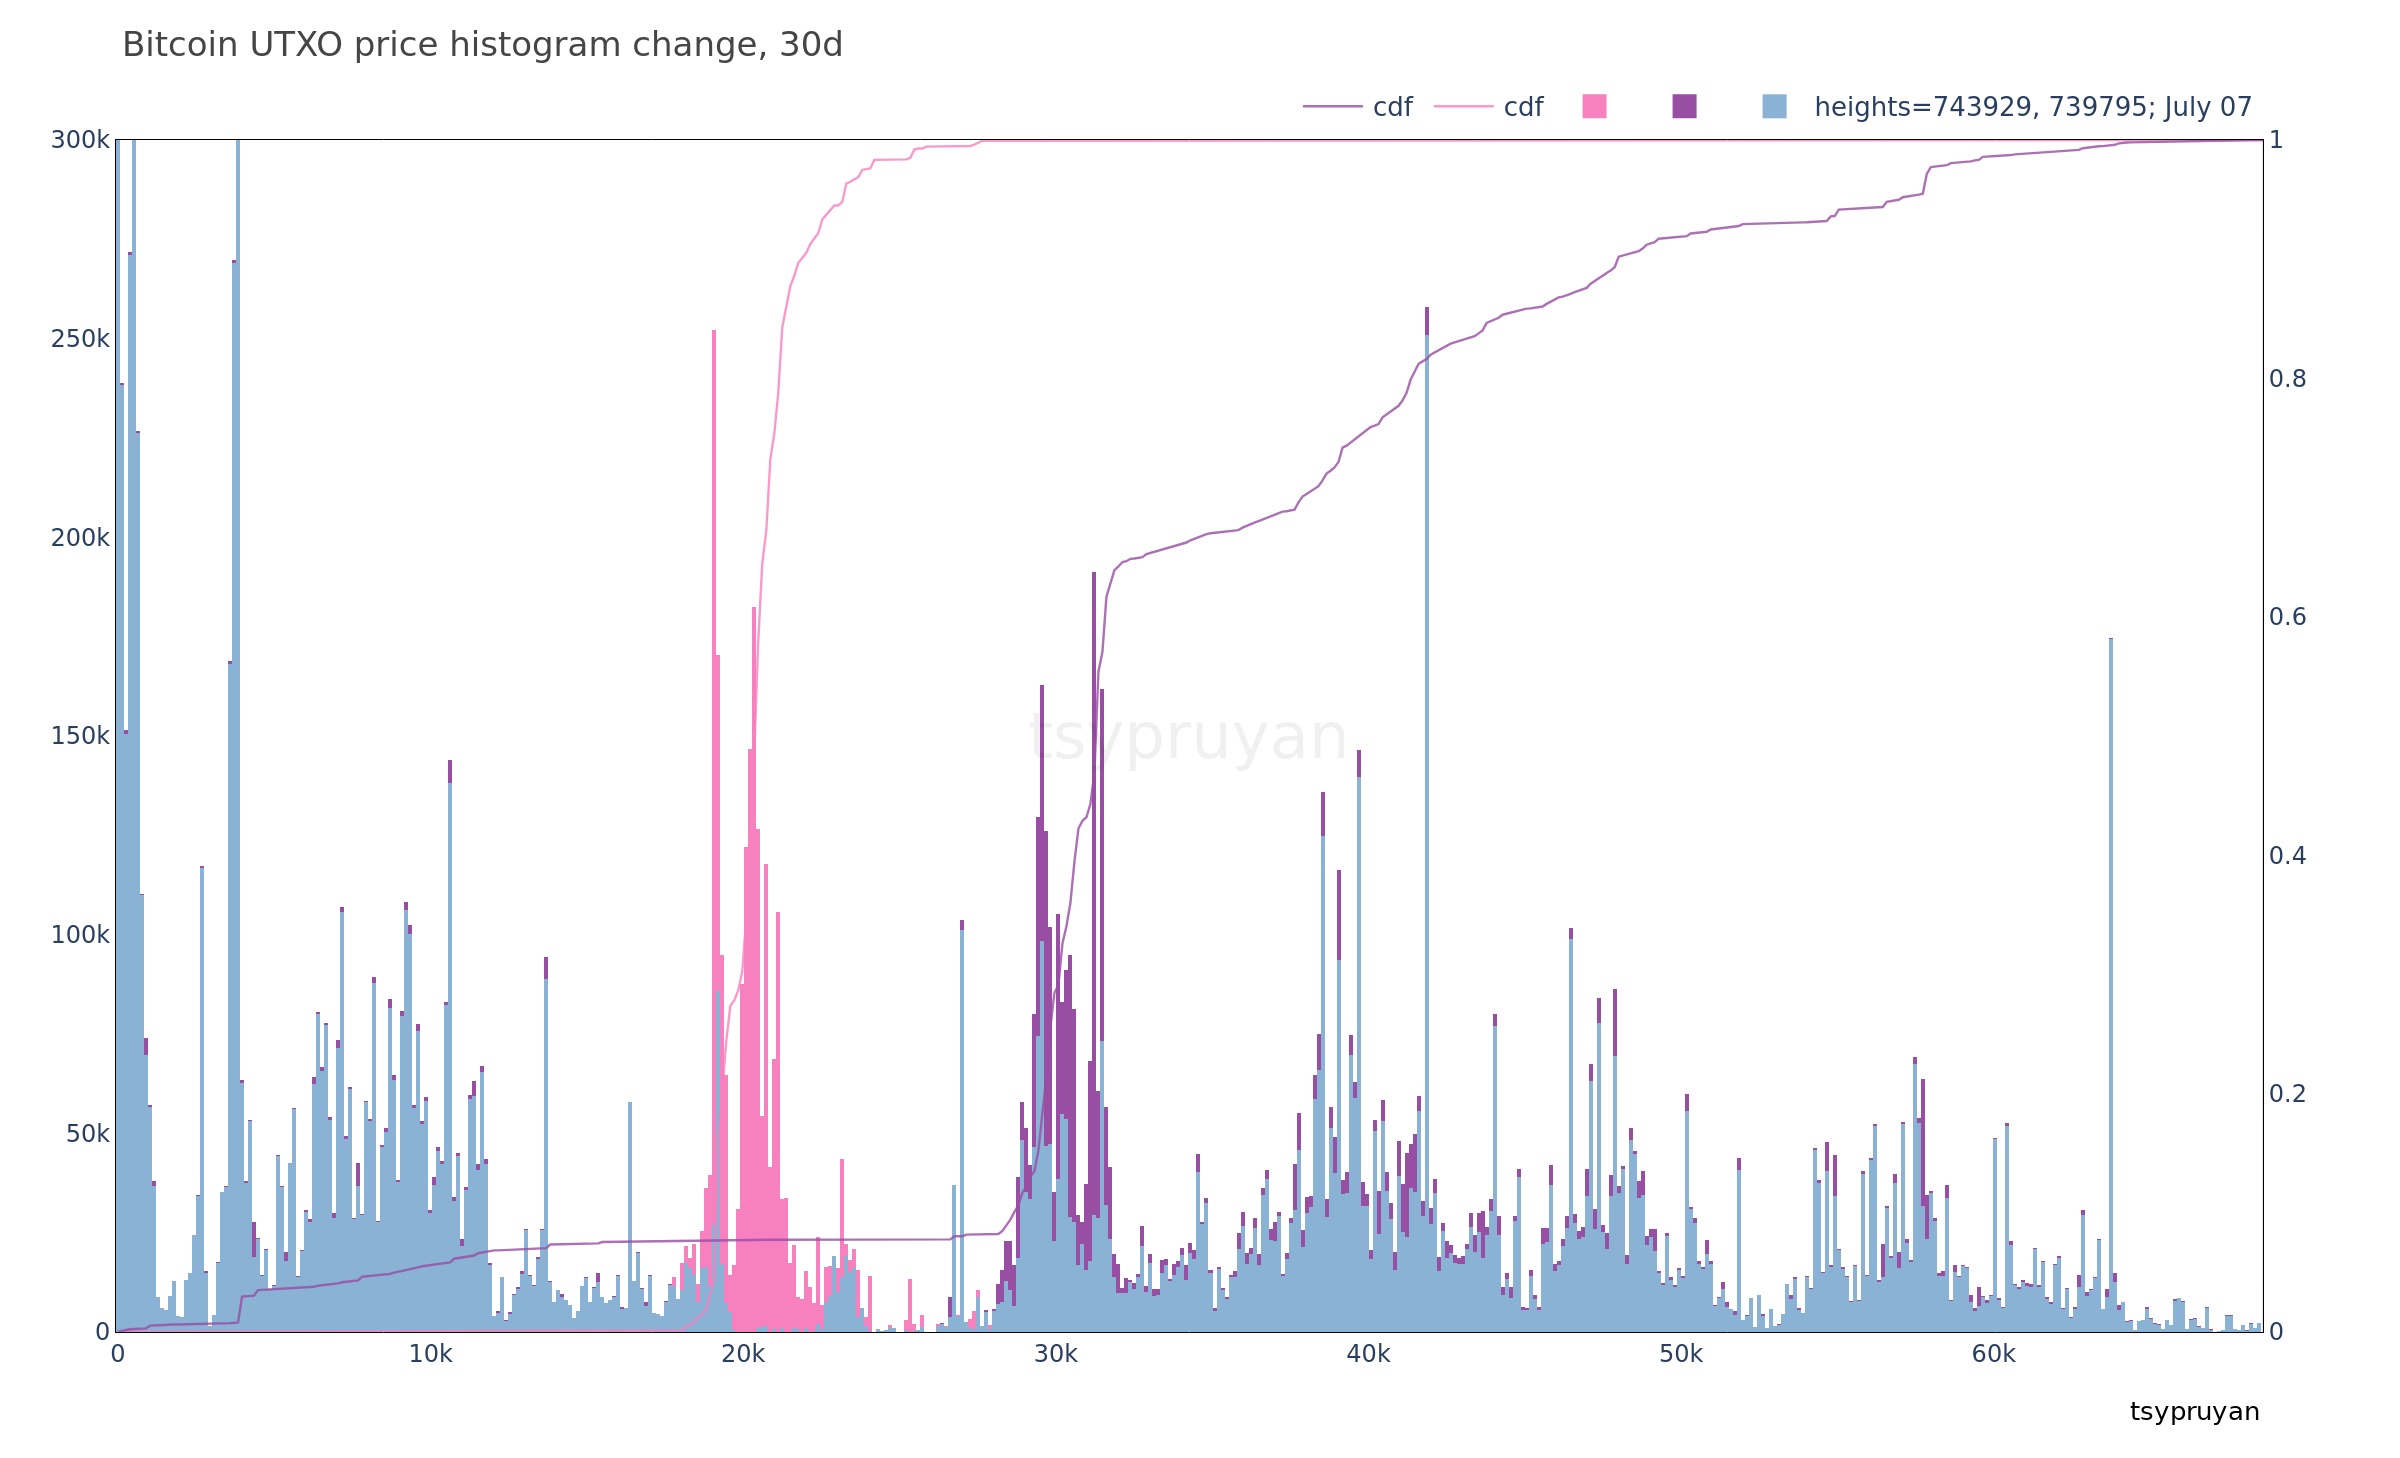 Bitcoin UTXO price histogram change, 30d
cdf cdf heights=743929, 739795; July 07
300k 1
250k
0.8
200k
0.6
150k
tsypruyan
0.4
100k
0.2
50k
0 0
0 10k 20k 30k 40k 50k 60k
tsypruyan